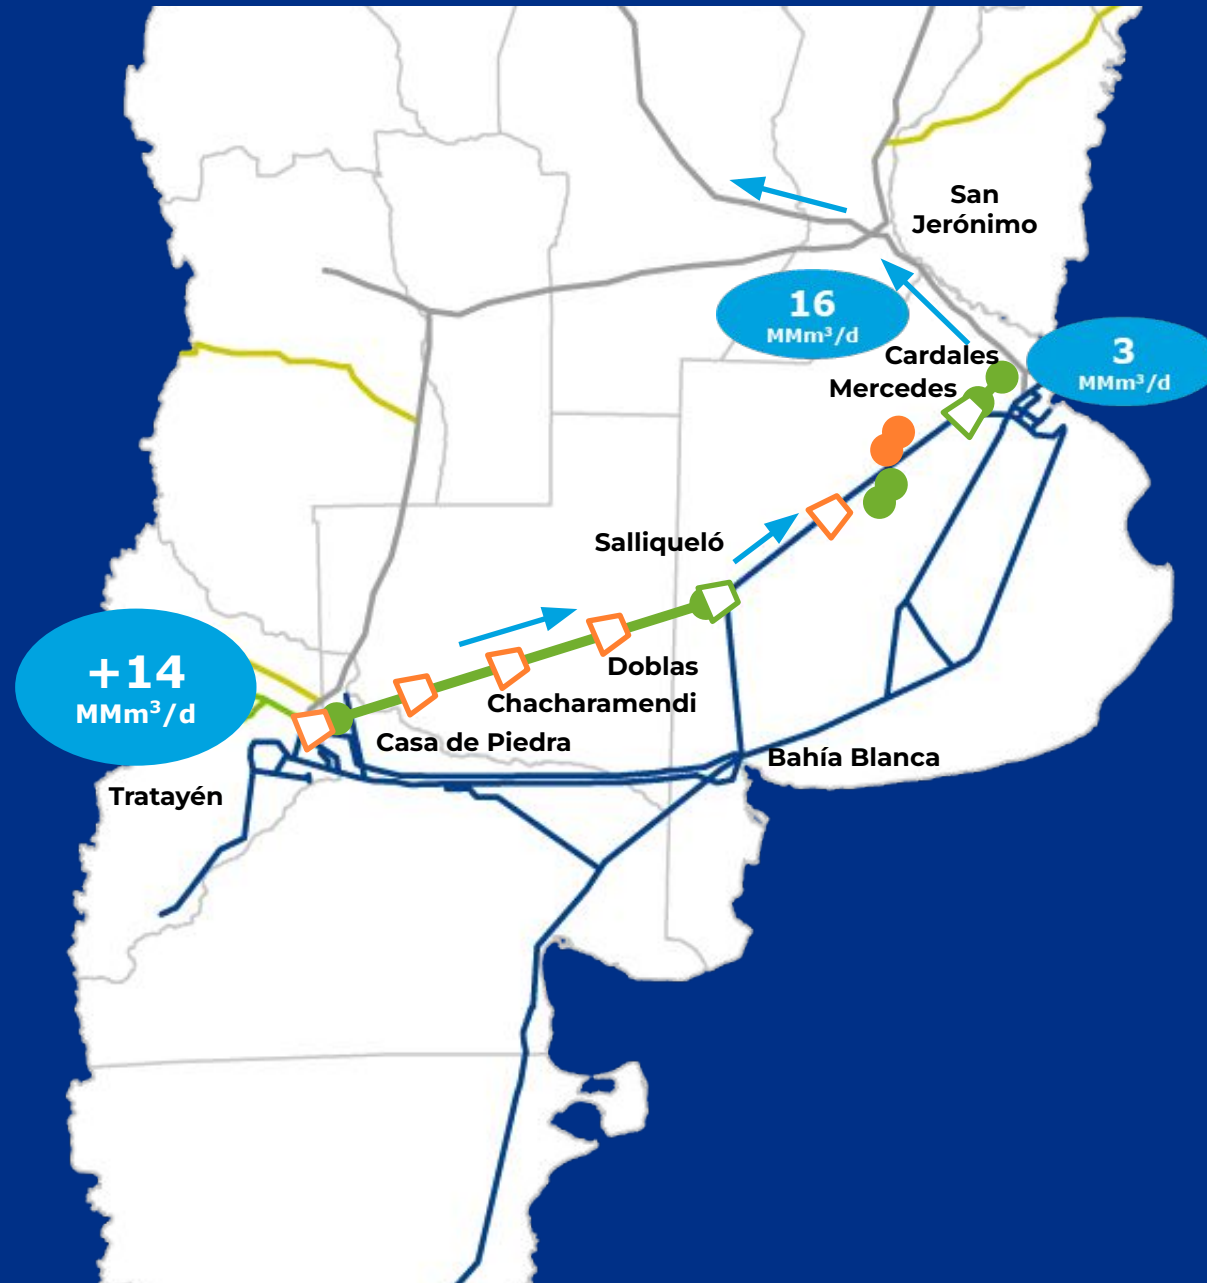 San
Jerónimo
16
MMm³/d
Cardales
3
MMm³/d
Mercedes
Salliqueló
+14
MMm³/d
Doblas
Chacharamendi
Casa de Piedra
Bahía Blanca
Tratayén